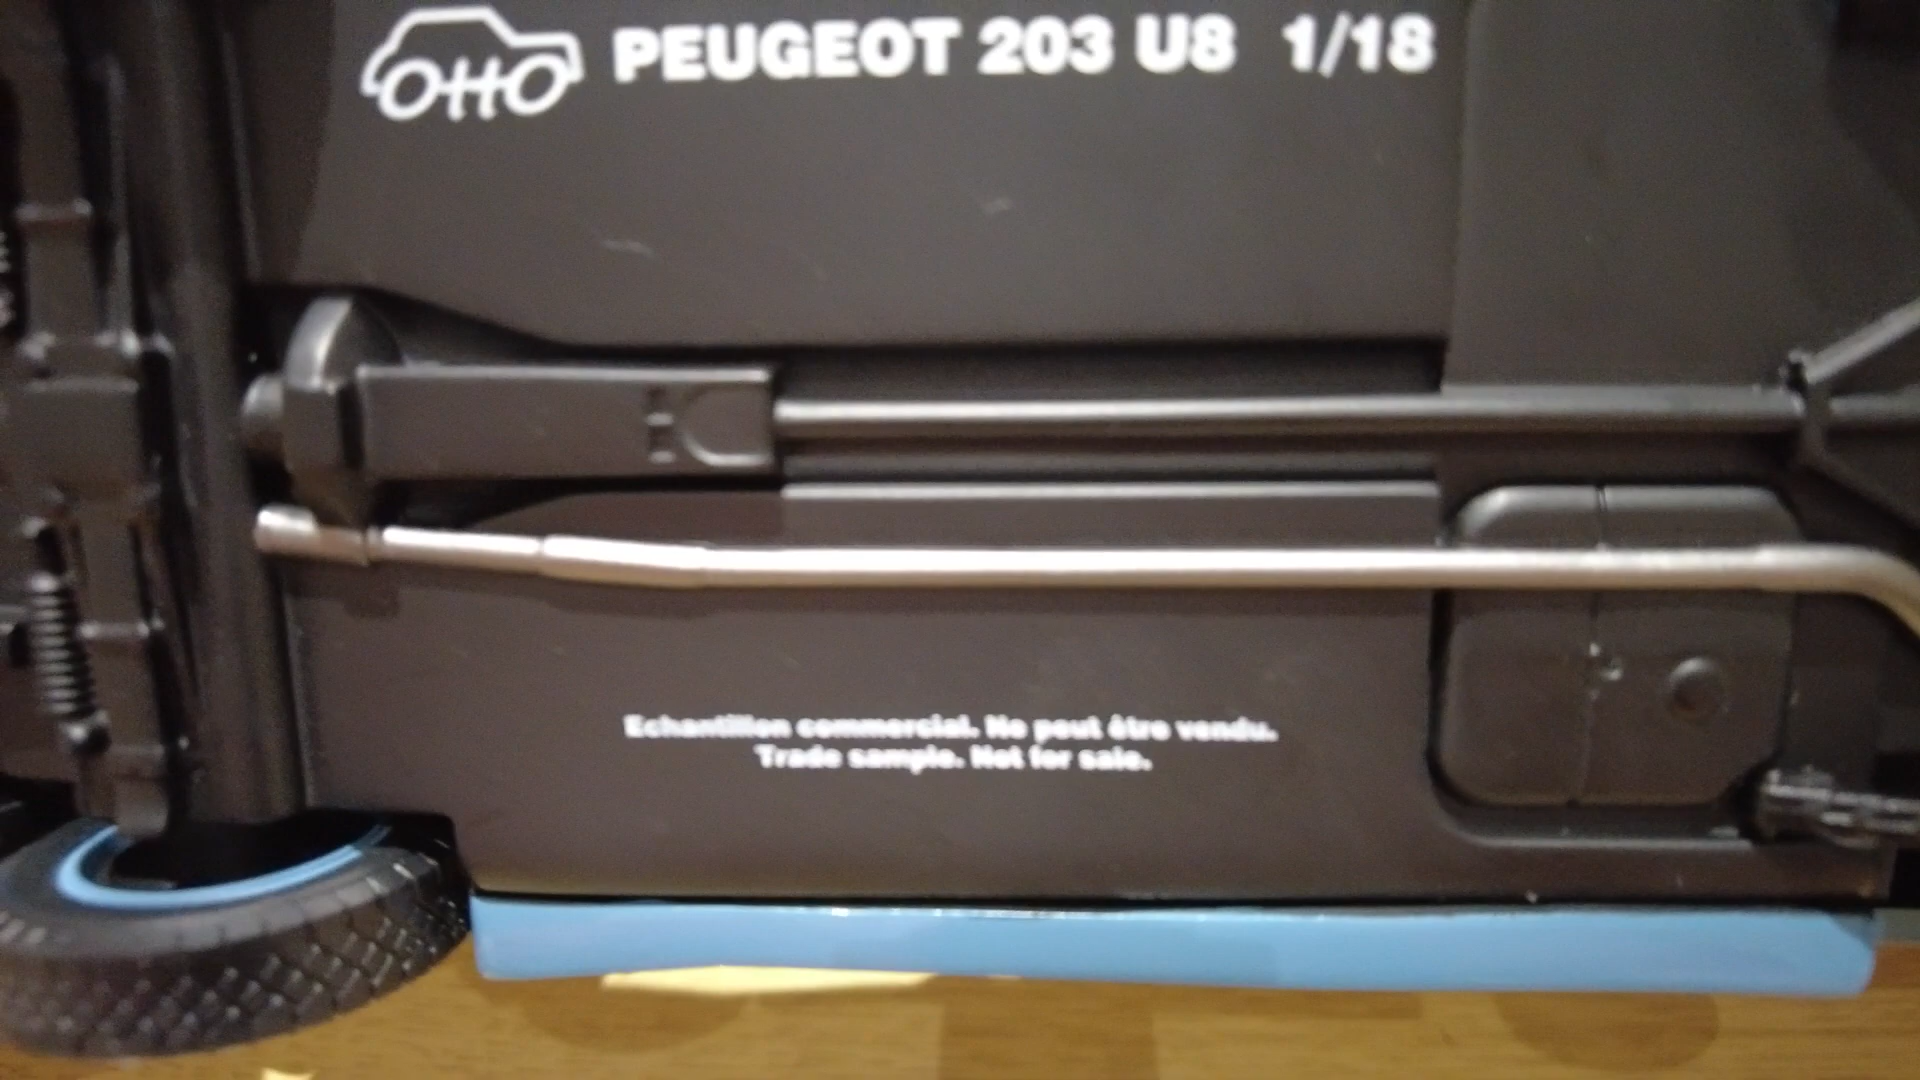 OTTO PEUGEOT 203 U8 1/18
Echantillon commercial. Ne peut être vendu.
Trade sample. Not for sale.